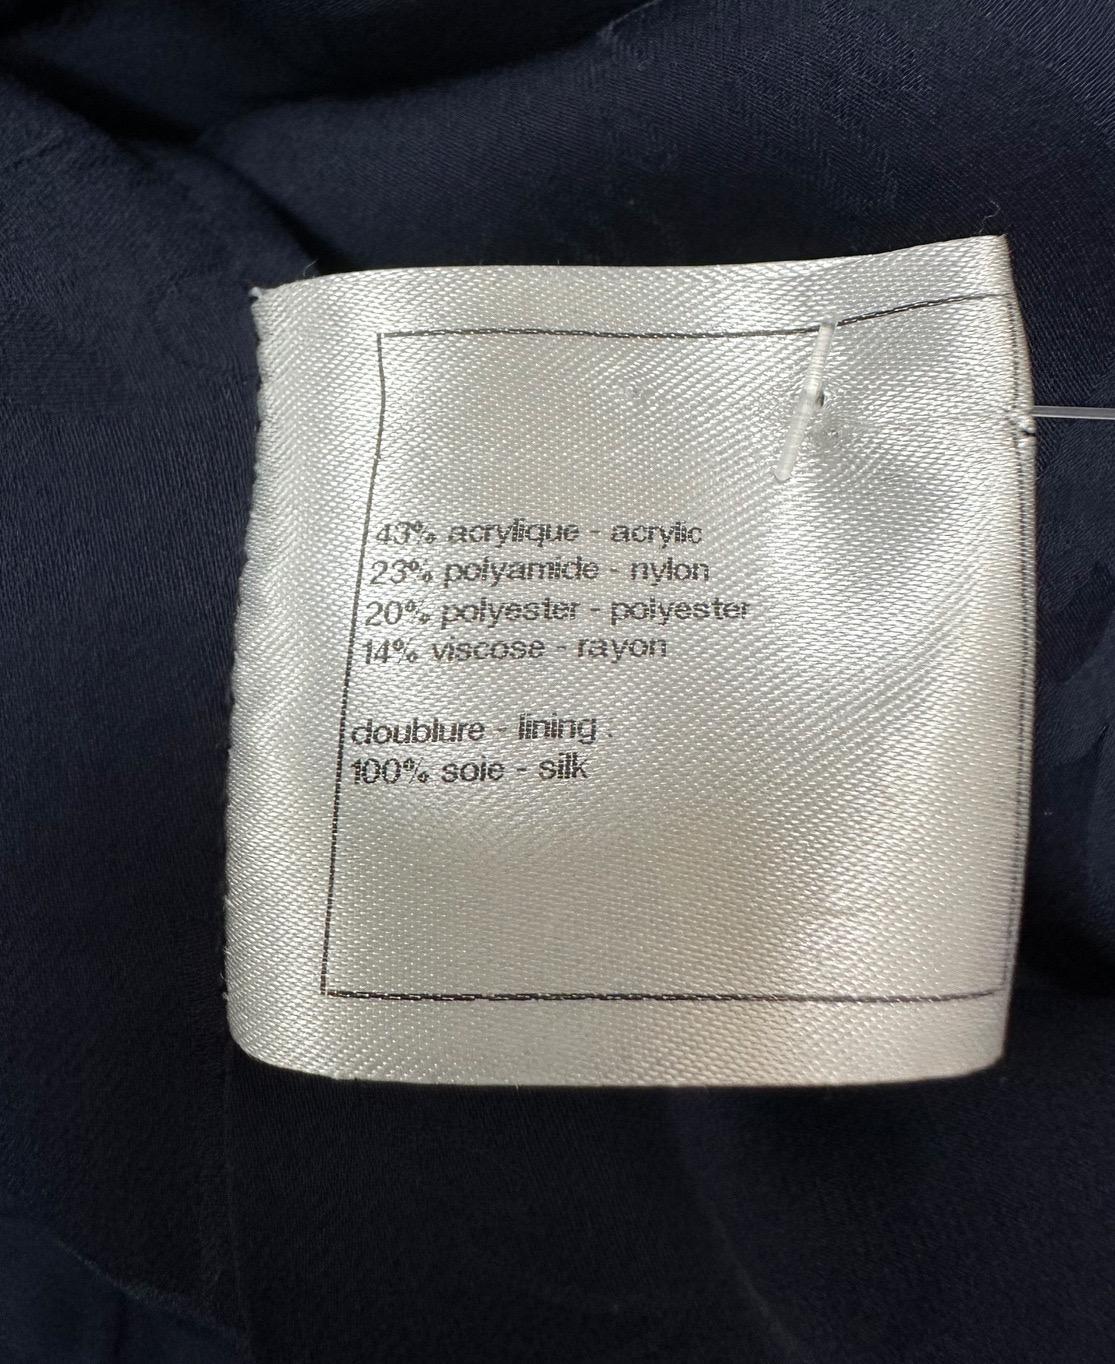 43% acrylique - acrylic
23% polyamide - nylon
20% polyester - polyester
14% viscose - rayon
doublure - lining :
100% soie - silk